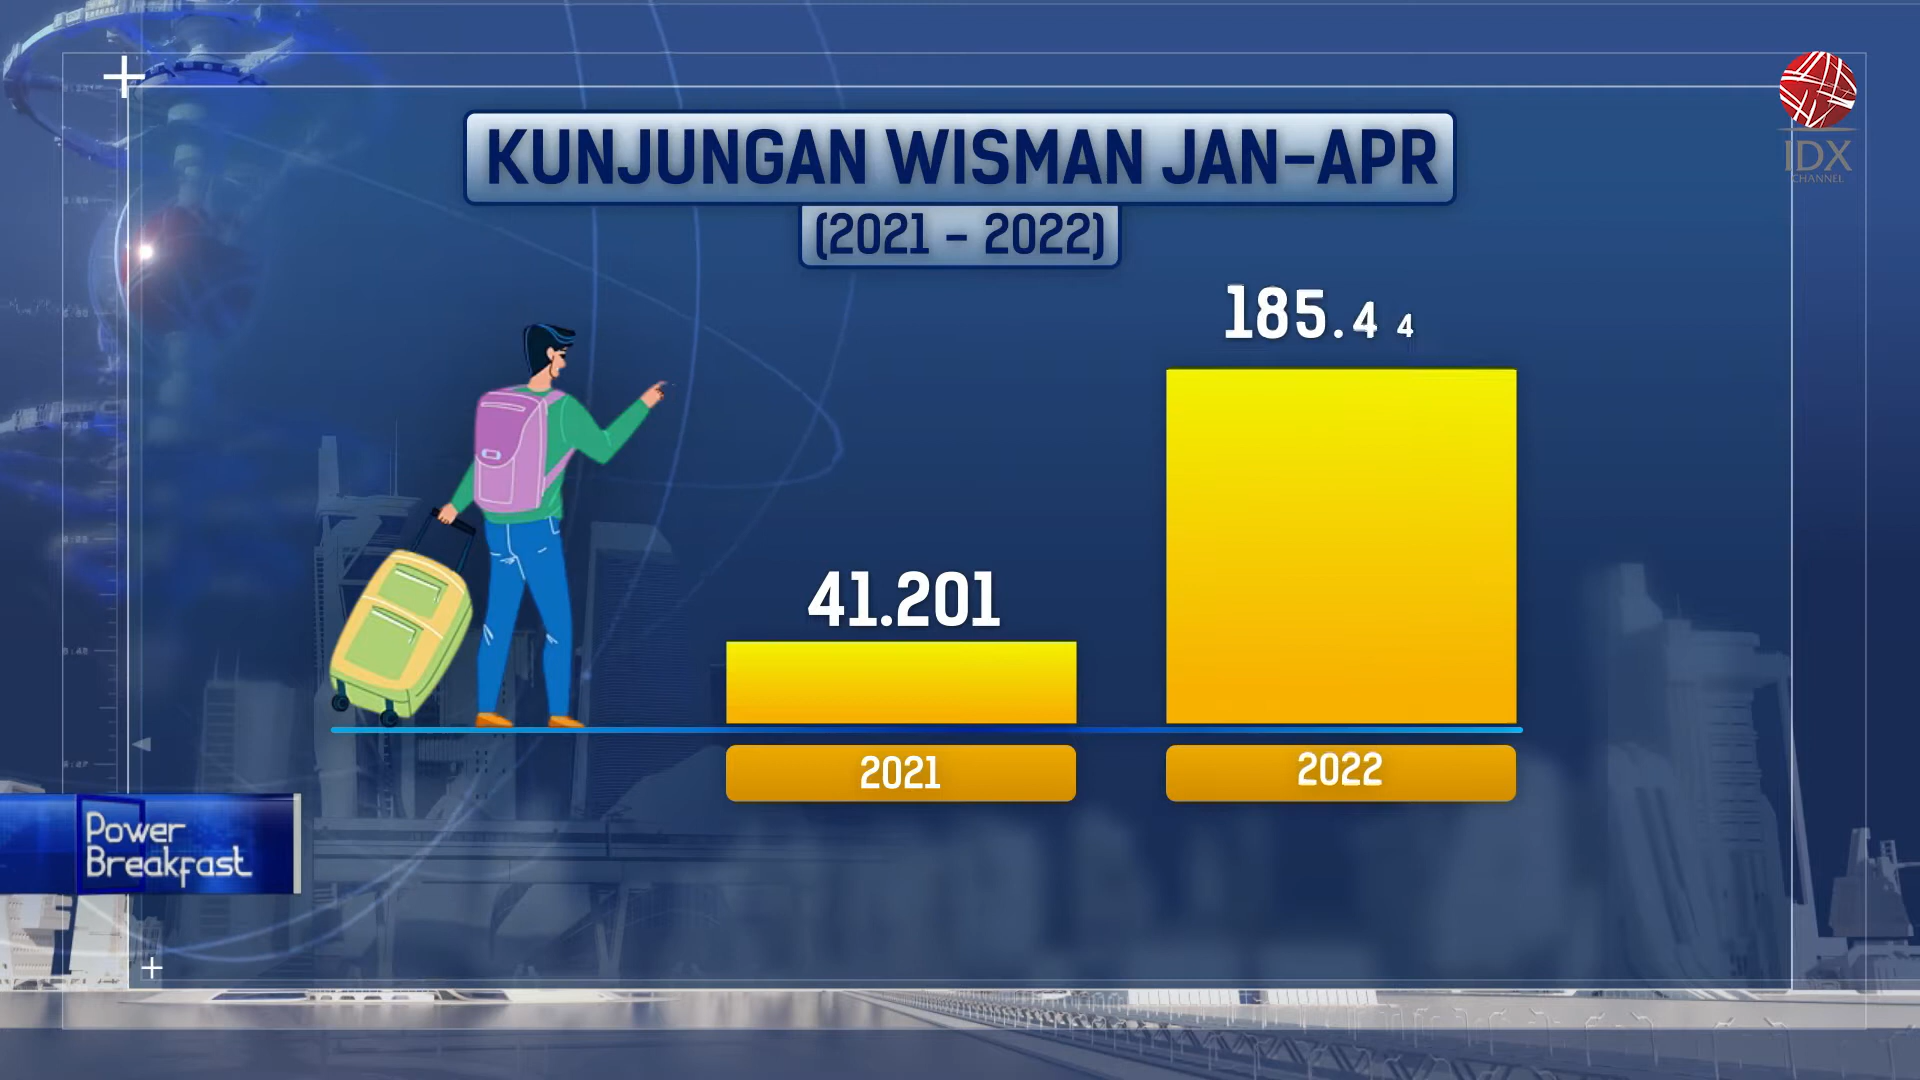 KUNJUNGAN WISMAN JAN-APR
(2021 - 2022)
IDX
CHANNEL
185.4 4
41.201
2021
2022
Power
Breakfast